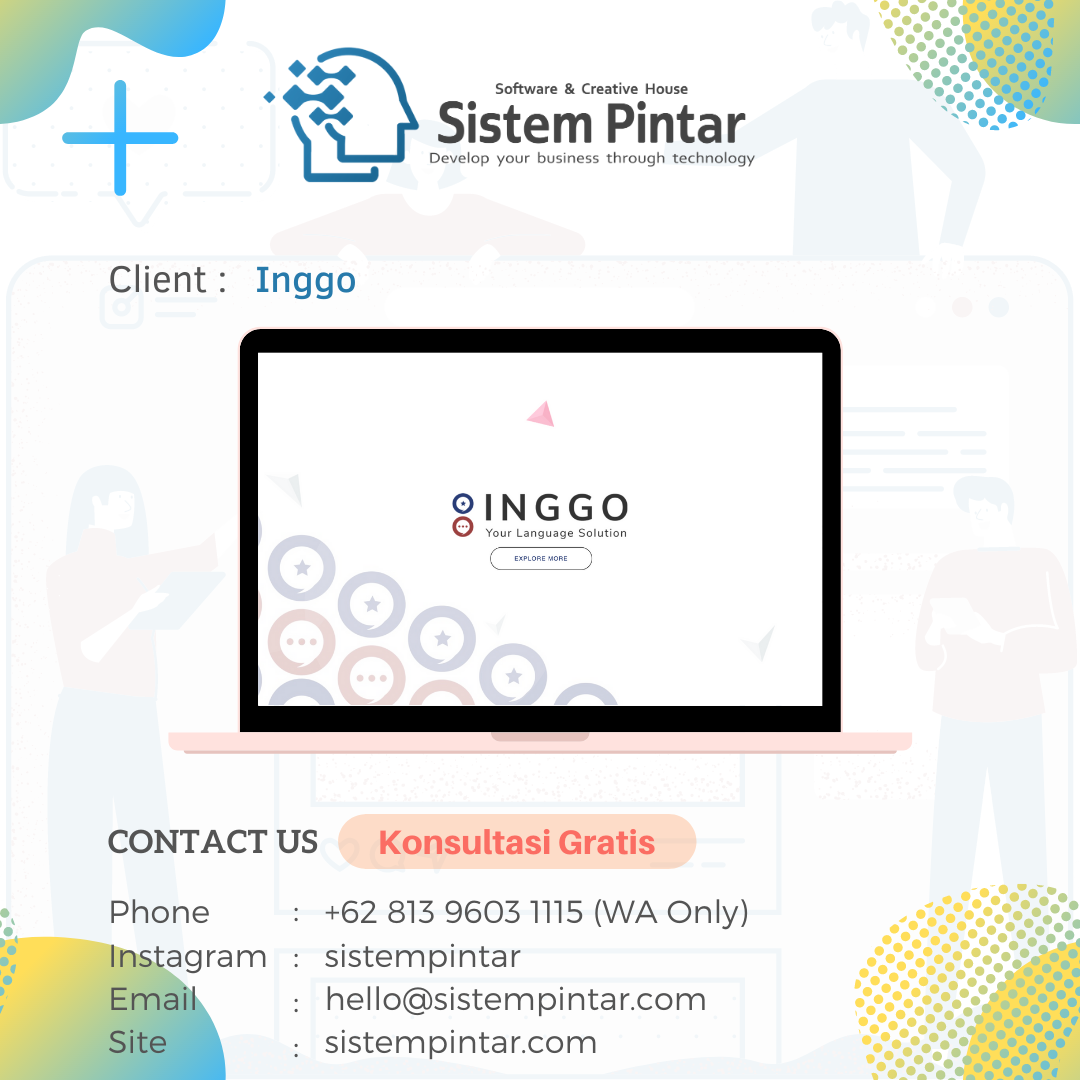 Software & Creative House
Sistem Pintar
Develop your business through technology
Client : Inggo
INGGO
Your Language Solution
EXPLORE MORE
CONTACT US Konsultasi Gratis
Phone : +62 813 9603 1115 (WA Only)
Instagram : sistempintar
Email : hello@sistempintar.com
Site : sistempintar.com